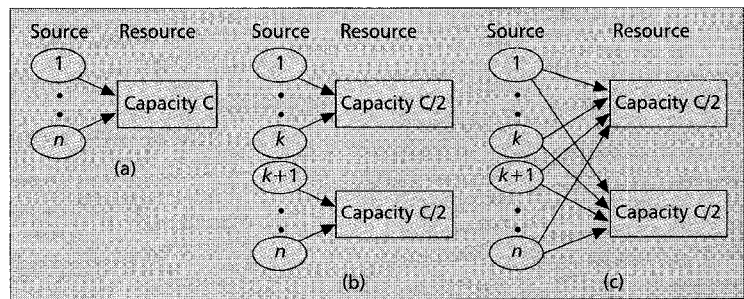 Source Resource
1
Capacity C
n
(a)
Source Resource
1
Capacity C/2
k
k+1
Capacity C/2
n
(b)
Source Resource
1
Capacity C/2
k
k+1
Capacity C/2
n
(c)